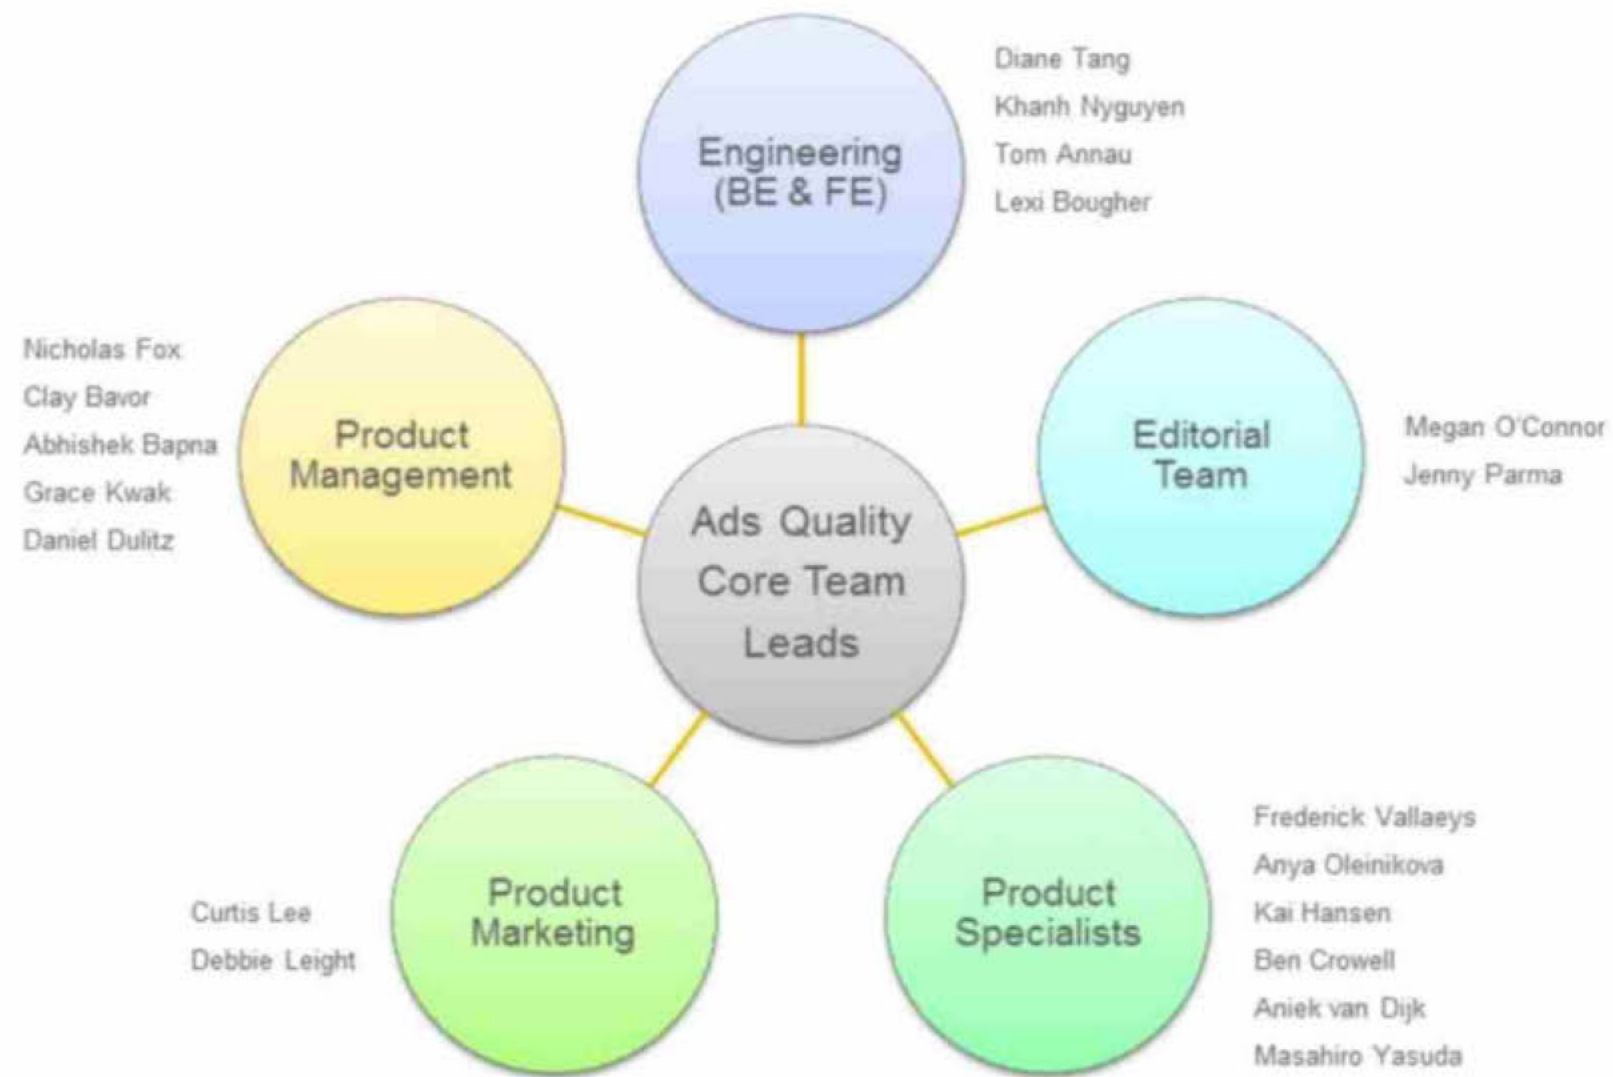 Engineering
(BE & FE)
Diane Tang
Khanh Nyguyen
Tom Annau
Lexi Bougher
Nicholas Fox
Clay Bavor
Abhishek Bapna
Grace Kwak
Daniel Dulitz
Product
Management
Ads Quality
Core Team
Leads
Editorial
Team
Megan O'Connor
Jenny Parma
Curtis Lee
Debbie Leight
Product
Marketing
Product
Specialists
Frederick Vallaeys
Anya Oleinikova
Kai Hansen
Ben Crowell
Aniek van Dijk
Masahiro Yasuda